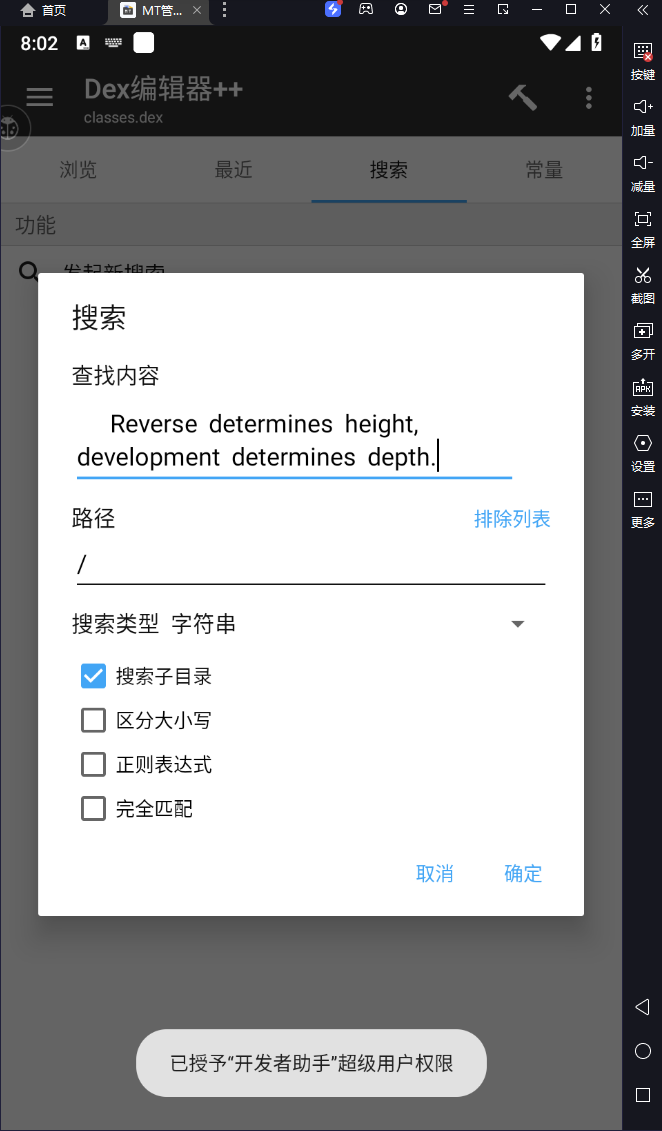 首页
MT管...
8:02
A
Dex编辑器++
classes.dex
浏览 最近 搜索 常量
功能
发起新搜索
搜索
查找内容
Reverse determines height,
development determines depth.
路径 排除列表
/
搜索类型 字符串
搜索子目录
区分大小写
正则表达式
完全匹配
取消 确定
已授予“开发者助手”超级用户权限
按键
加量
减量
全屏
截图
多开
APK
安装
设置
更多